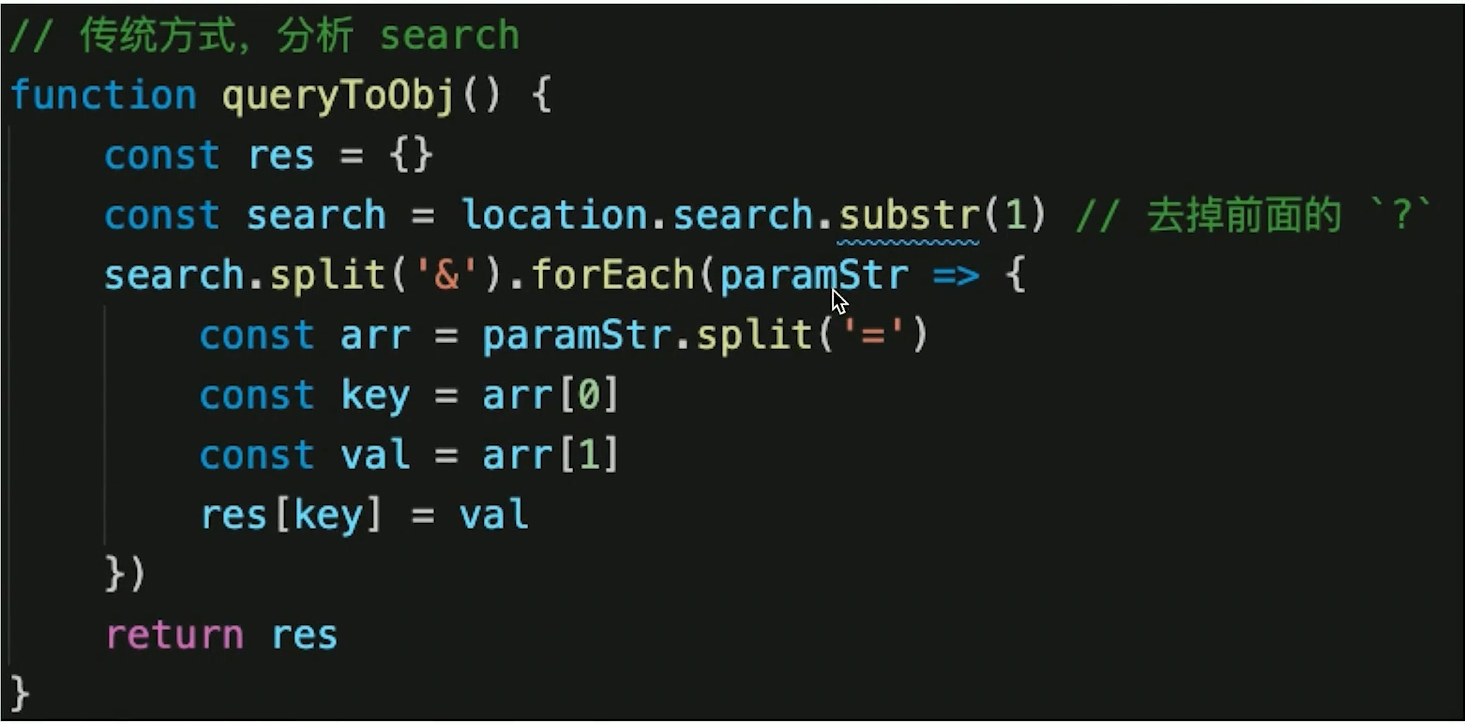 // 传统方式，分析 search
function queryToObj() {
    const res = {}
    const search = location.search.substr(1) // 去掉前面的 `?`
    search.split('&').forEach(paramStr => {
        const arr = paramStr.split('=')
        const key = arr[0]
        const val = arr[1]
        res[key] = val
    })
    return res
}